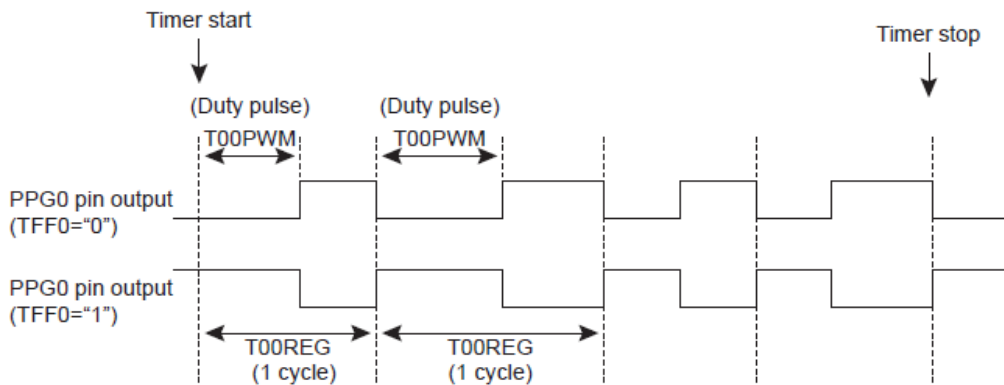 Timer start
Timer stop
(Duty pulse)
(Duty pulse)
T00PWM
T00PWM
PPG0 pin output
(TFF0=“0”)
PPG0 pin output
(TFF0=“1”)
T00REG
(1 cycle)
T00REG
(1 cycle)